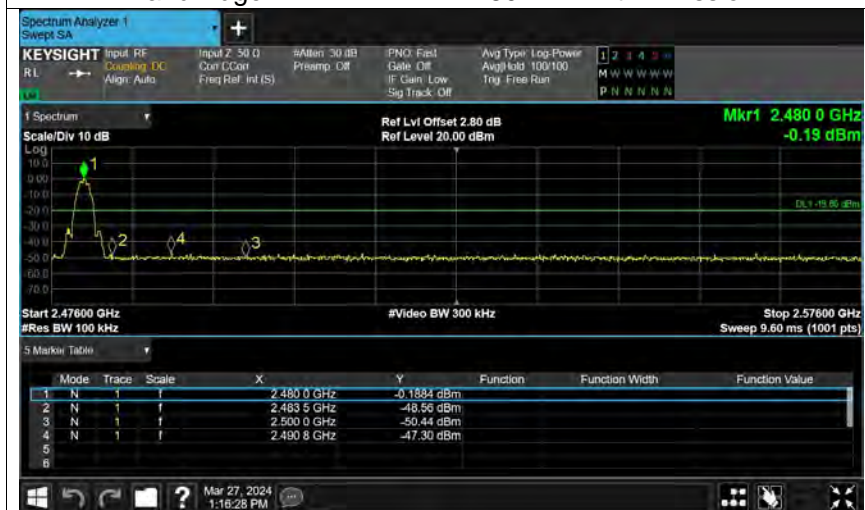 Spectrum Analyzer 1
Swept SA
+
KEYSIGHT Input: RF Input Z: 50 Ω #Atten: 30 dB PNO: Fast Avg Type: Log-Power 1 2 3 4 5 6
RL Coupling: DC Corr CCorr Preamp: Off Gate: Off Avg|Hold: 100/100 M W W W W W
Align: Auto Freq Ref: Int (S) IF Gain: Low Trig: Free Run
Sig Track: Off P N N N N N
1 Spectrum Ref Lvl Offset 2.80 dB Mkr1 2.480 0 GHz
Scale/Div 10 dB Ref Level 20.00 dBm -0.19 dBm
Log
10.0
0.00
-10.0
-20.0
-30.0
-40.0
-50.0
-60.0
-70.0
1
DL1 -19.86 dBm
2 4 3
Start 2.47600 GHz #Video BW 300 kHz Stop 2.57600 GHz
#Res BW 100 kHz Sweep 9.60 ms (1001 pts)
5 Marker Table
Mode Trace Scale X Y Function Function Width Function Value
1 N 1 f 2.480 0 GHz -0.1884 dBm
2 N 1 f 2.483 5 GHz -48.56 dBm
3 N 1 f 2.500 0 GHz -50.44 dBm
4 N 1 f 2.490 8 GHz -47.30 dBm
5
6
? Mar 27, 2024
1:16:28 PM